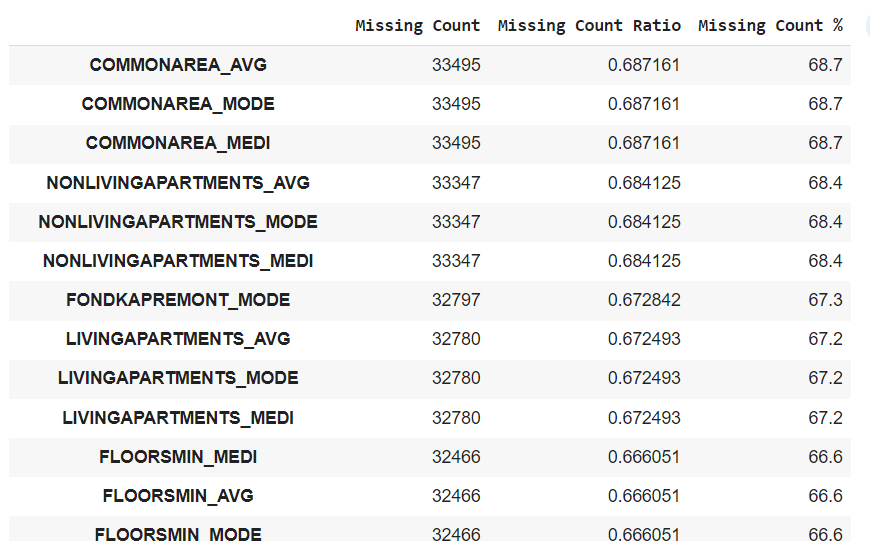 Missing Count Missing Count Ratio Missing Count %
COMMONAREA_AVG 33495 0.687161 68.7
COMMONAREA_MODE 33495 0.687161 68.7
COMMONAREA_MEDI 33495 0.687161 68.7
NONLIVINGAPARTMENTS_AVG 33347 0.684125 68.4
NONLIVINGAPARTMENTS_MODE 33347 0.684125 68.4
NONLIVINGAPARTMENTS_MEDI 33347 0.684125 68.4
FONDKAPREMONT_MODE 32797 0.672842 67.3
LIVINGAPARTMENTS_AVG 32780 0.672493 67.2
LIVINGAPARTMENTS_MODE 32780 0.672493 67.2
LIVINGAPARTMENTS_MEDI 32780 0.672493 67.2
FLOORSMIN_MEDI 32466 0.666051 66.6
FLOORSMIN_AVG 32466 0.666051 66.6
FLOORSMIN_MODE 32466 0.666051 66.6